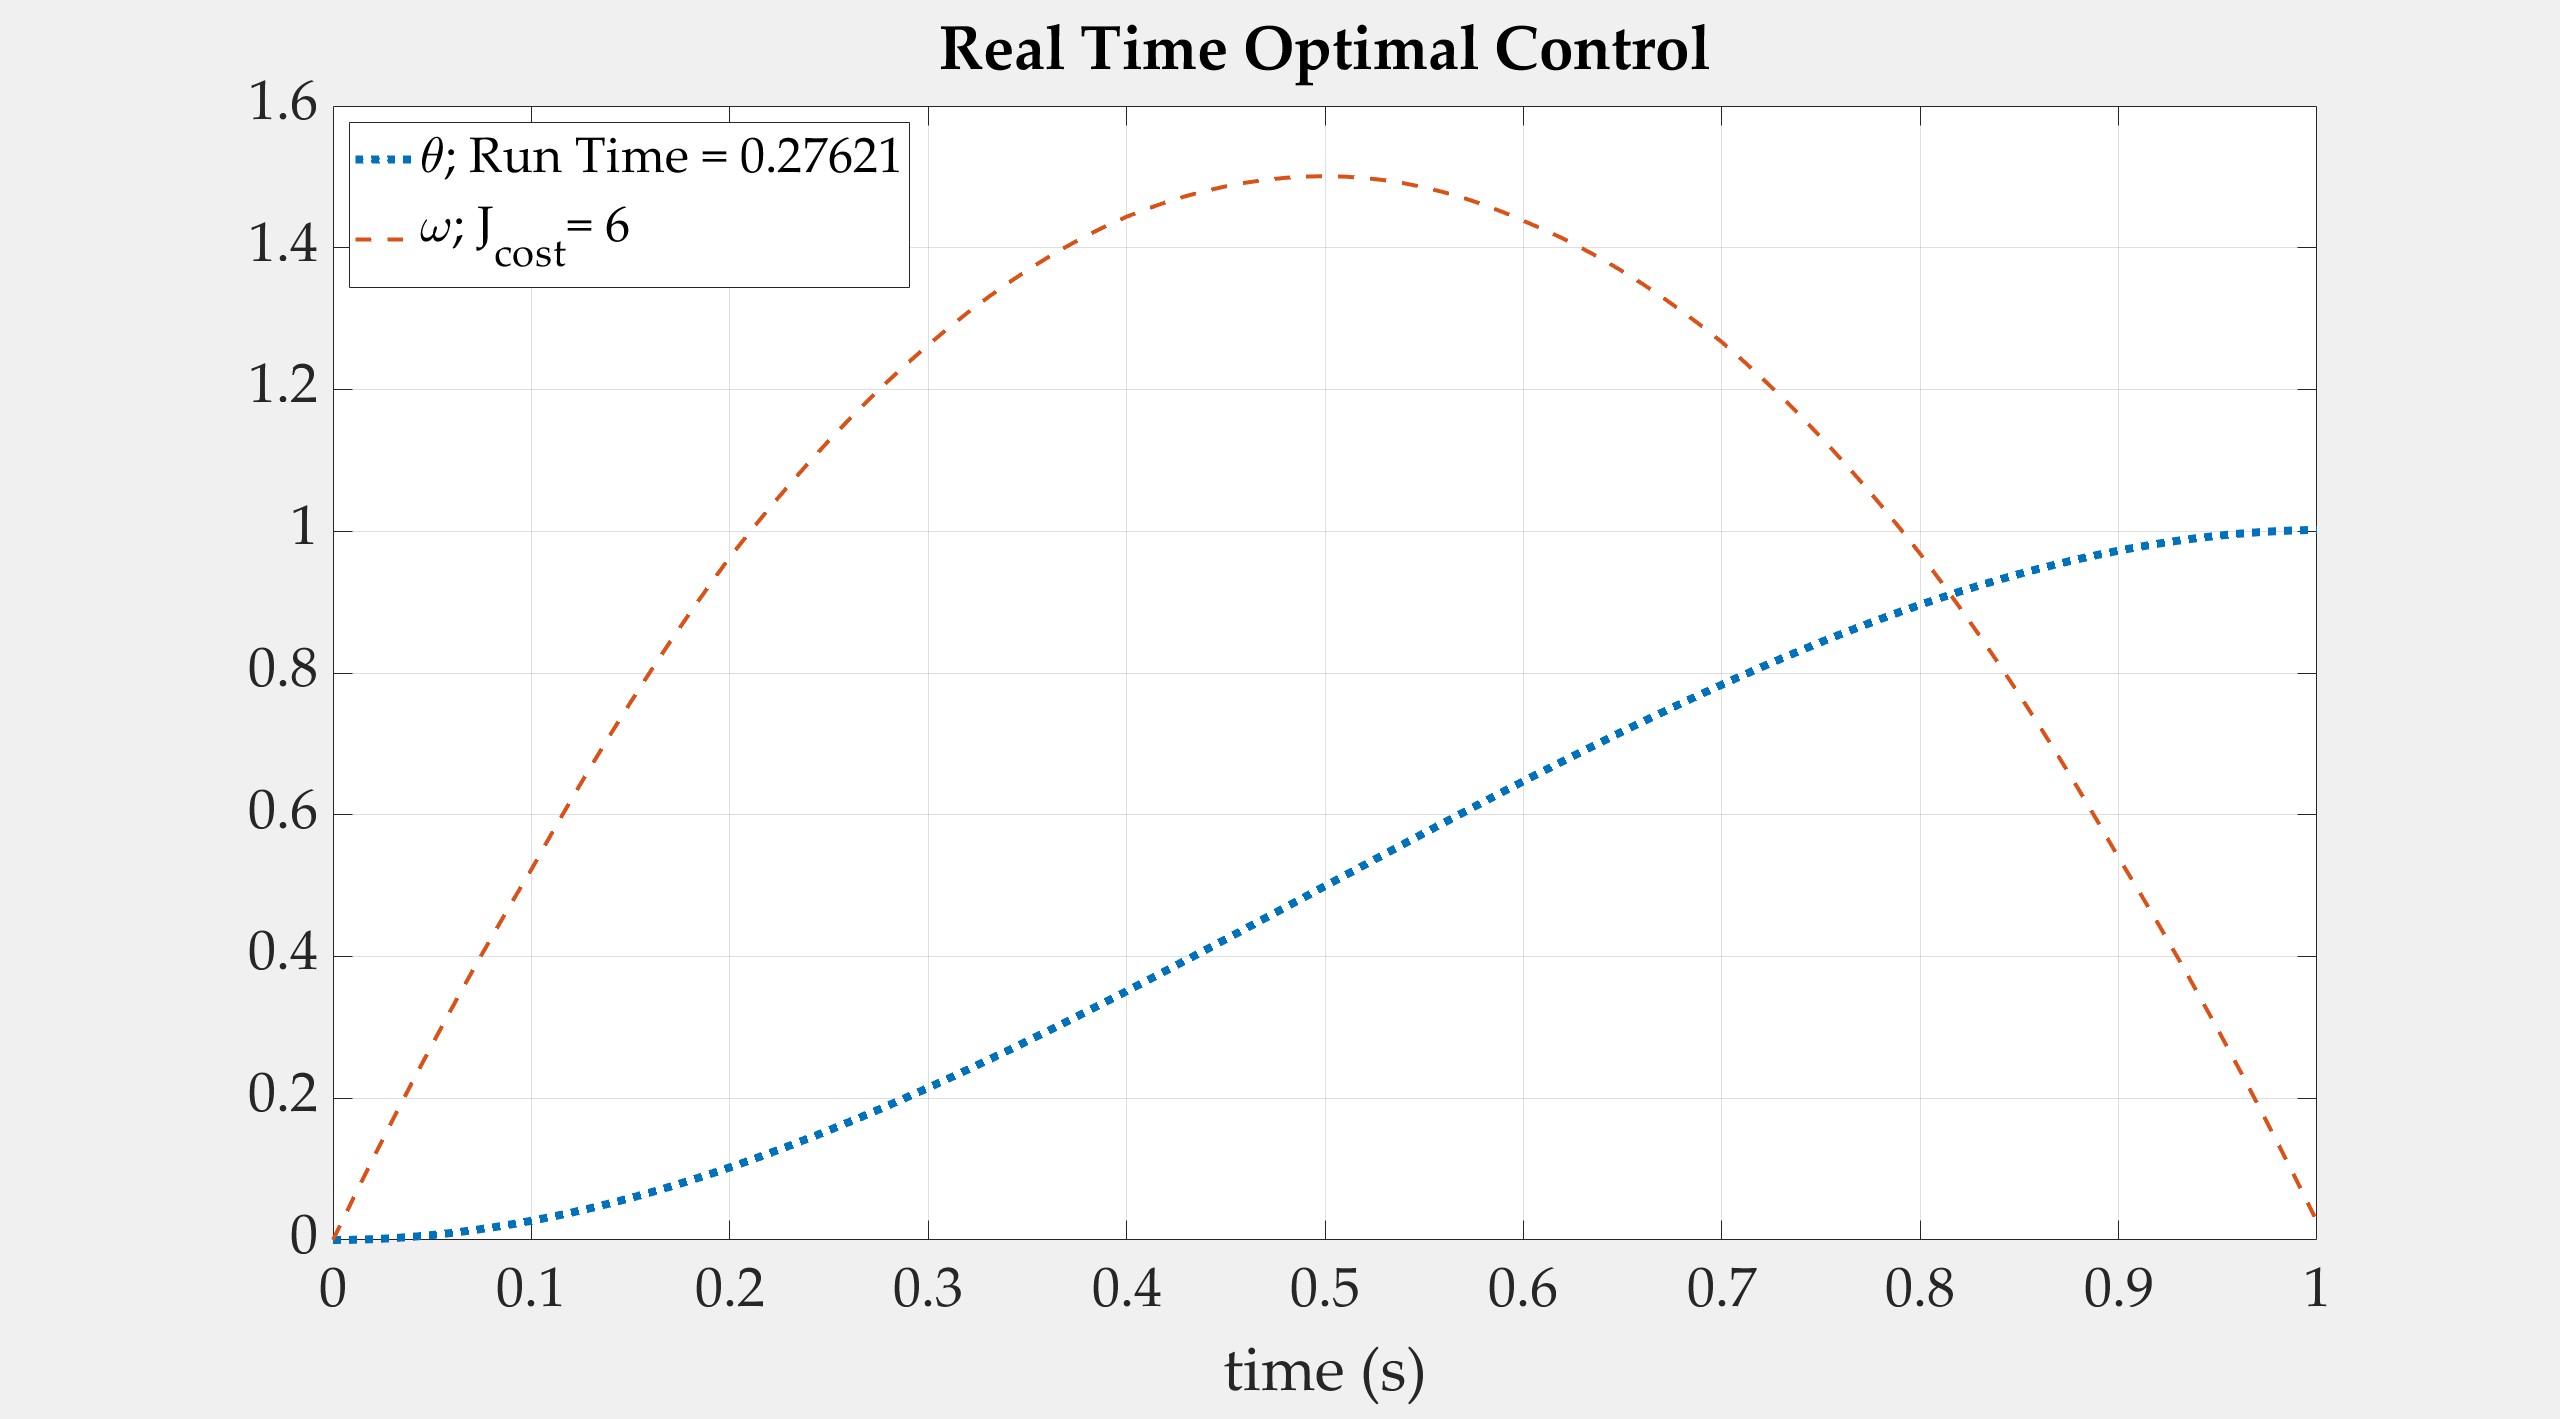 Real Time Optimal Control
θ; Run Time = 0.27621
ω; J_cost= 6
1.6
1.4
1.2
1
0.8
0.6
0.4
0.2
0
0 0.1 0.2 0.3 0.4 0.5 0.6 0.7 0.8 0.9 1
time (s)